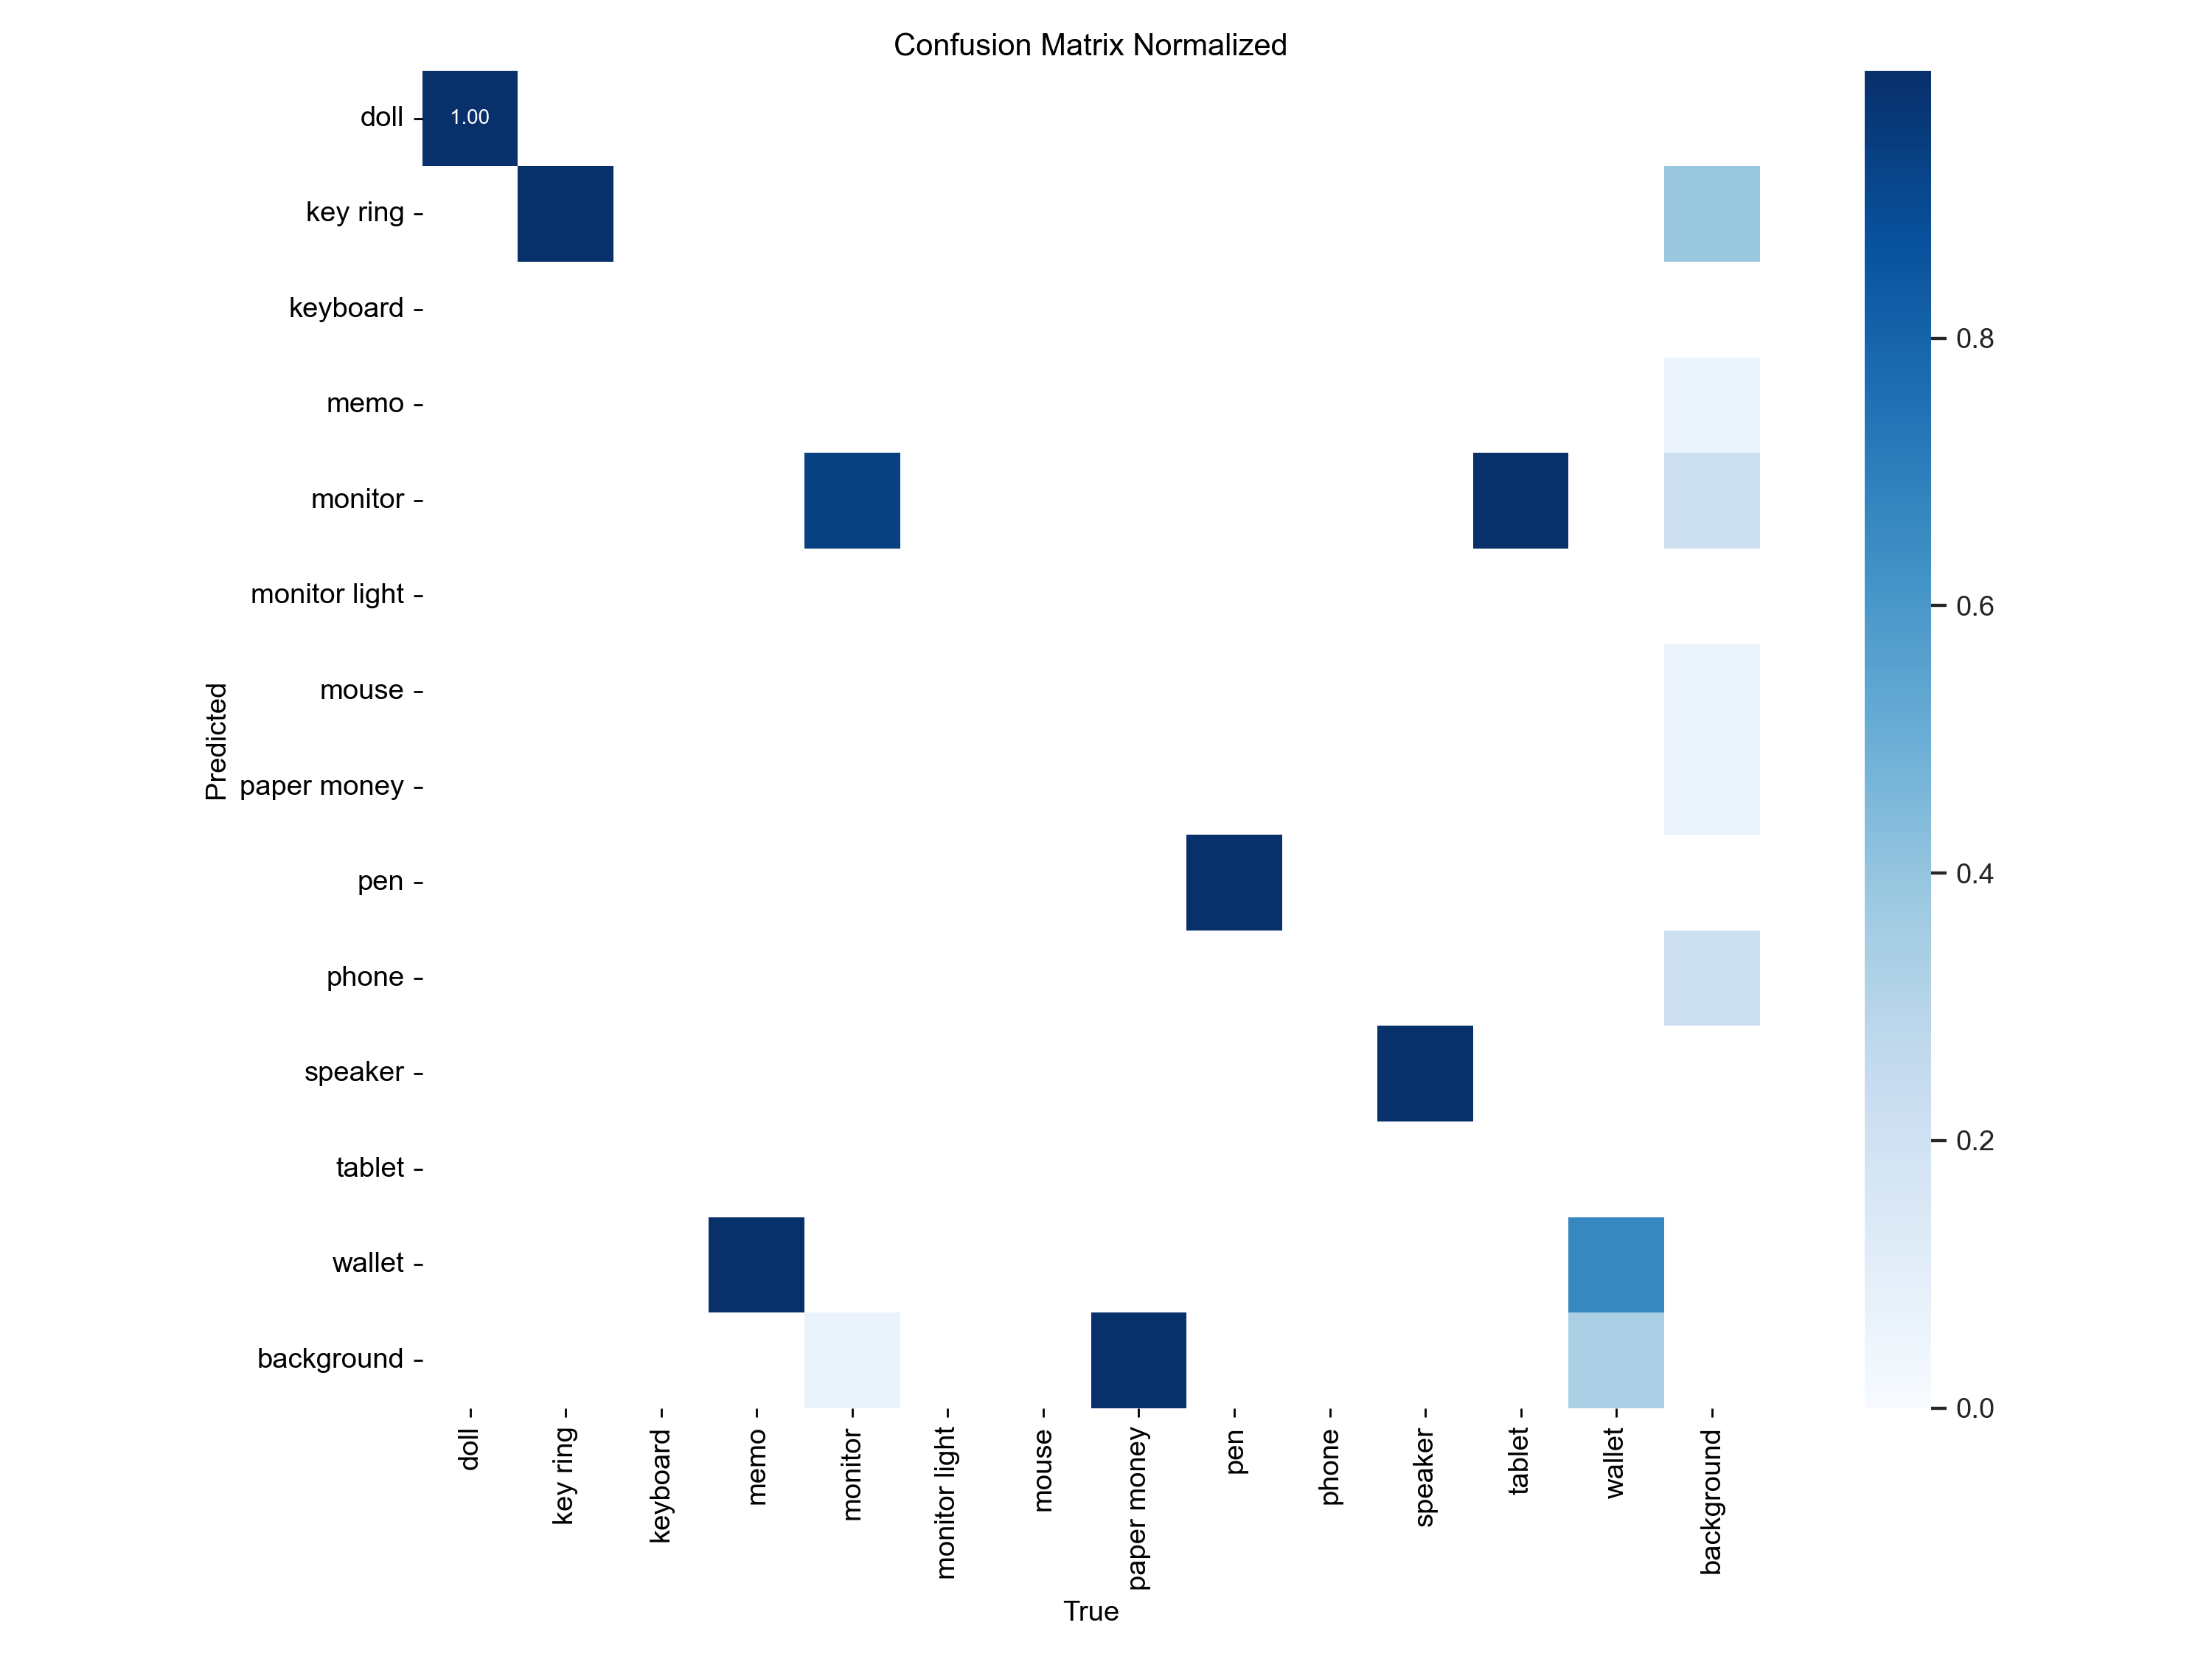 Confusion Matrix Normalized
doll
1.00
key ring
keyboard
memo
monitor
monitor light
mouse
paper money
pen
phone
speaker
tablet
wallet
background
Predicted
doll
key ring
keyboard
memo
monitor
monitor light
mouse
paper money
pen
phone
speaker
tablet
wallet
background
True
0.8
0.6
0.4
0.2
0.0